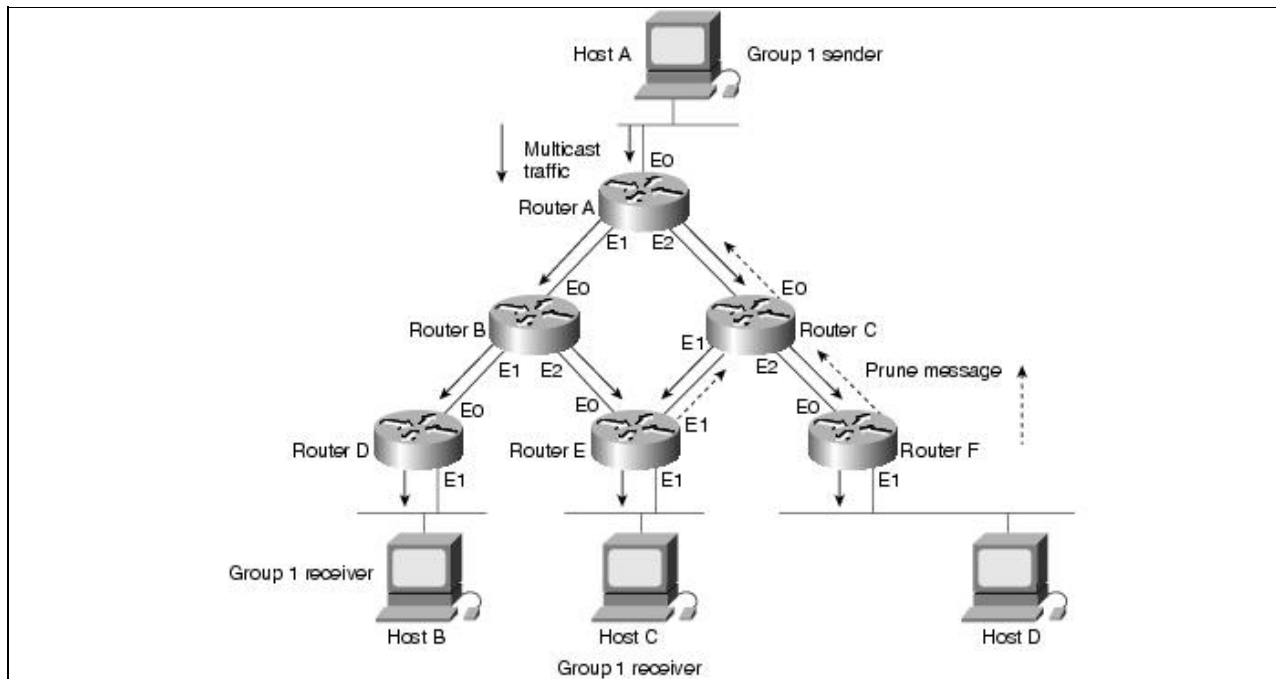 Host A
Group 1 sender
Multicast
traffic
E0
Router A
E1
E2
E0
E0
Router B
Router C
E1
E2
E1
E2
Prune message
E0
E0
E0
E1
Router D
Router E
Router F
E1
E1
E1
Group 1 receiver
Host B
Host C
Host D
Group 1 receiver